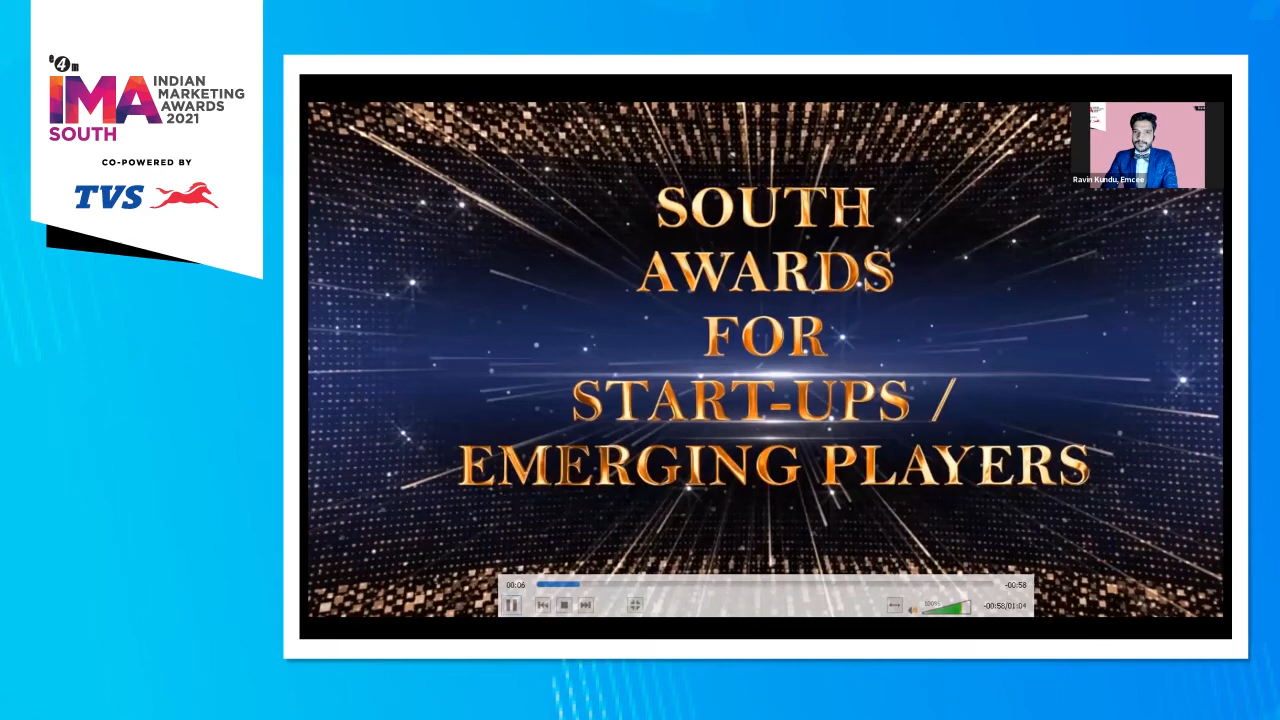 e4m
IMA
INDIAN
MARKETING
AWARDS
2021
SOUTH
CO-POWERED BY
TVS
Ravin Kundu, Emcee
SOUTH
AWARDS
FOR
START-UPS /
EMERGING PLAYERS
00:06
-00:58
100%
-00:58/01:04